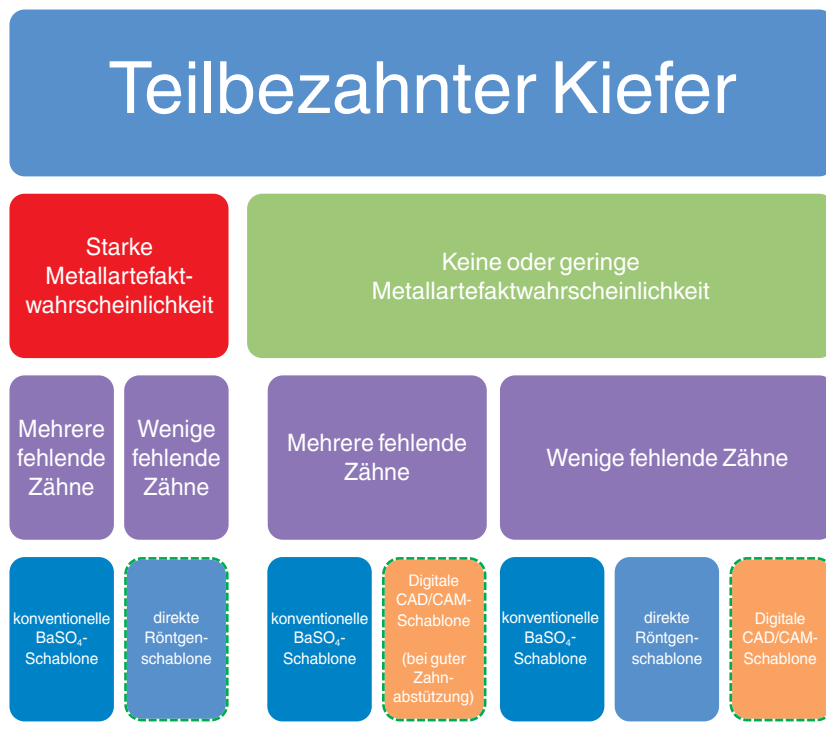 Teilbezahnter Kiefer
Starke
Metallartefakt-
wahrscheinlichkeit
Keine oder geringe
Metallartefaktwahrscheinlichkeit
Mehrere
fehlende
Zähne
Wenige
fehlende
Zähne
Mehrere fehlende
Zähne
Wenige fehlende Zähne
konventionelle
BaSO₄-
Schablone
direkte
Röntgen-
schablone
konventionelle
BaSO₄-
Schablone
Digitale
CAD/CAM-
Schablone
(bei guter
Zahn-
abstützung)
konventionelle
BaSO₄-
Schablone
direkte
Röntgen-
schablone
Digitale
CAD/CAM-
Schablone